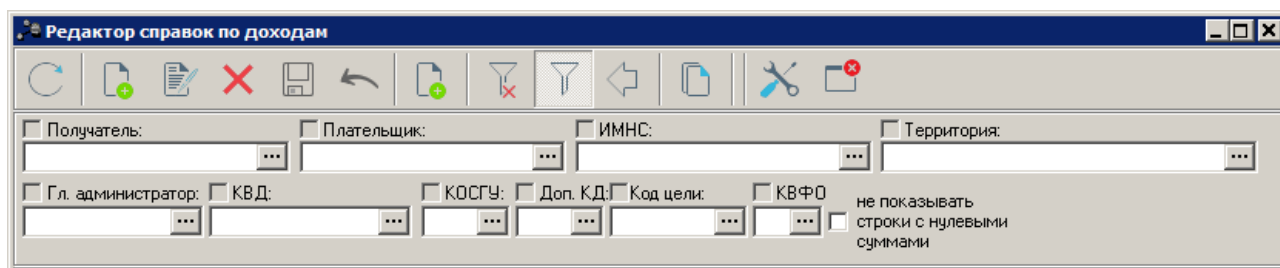 Редактор справок по доходам
Получатель: Плательщик: ИМНС: Территория:
Гл. администратор: КВД: КОСГУ: Доп. КД: Код цели: КВФО
не показывать
строки с нулевыми
суммами